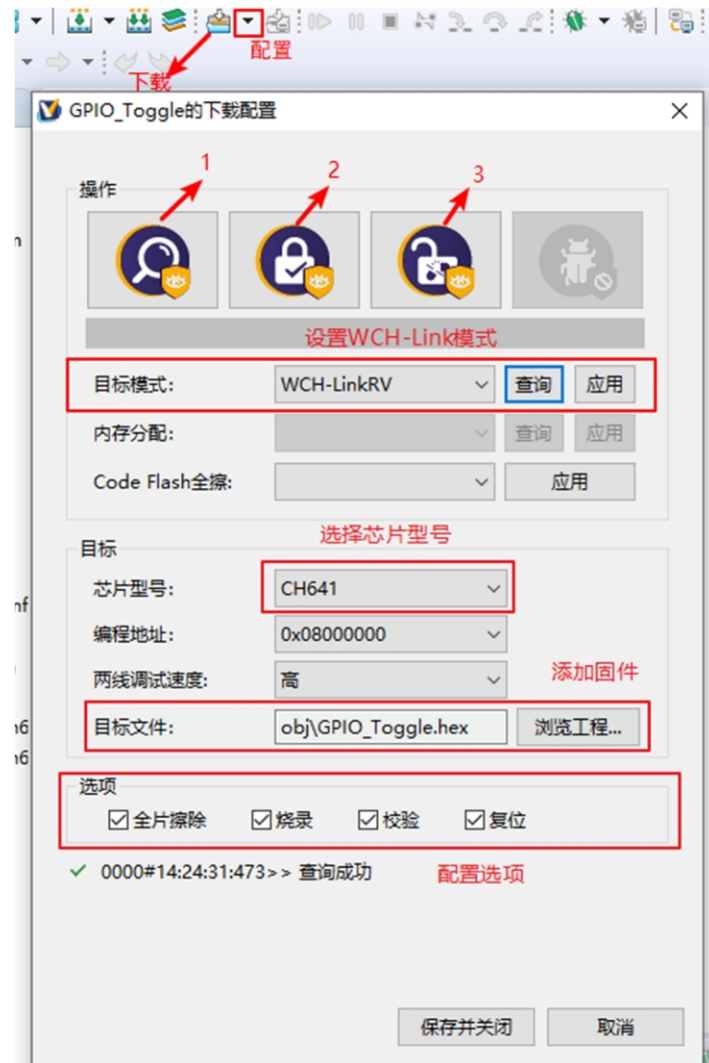 配置
下载
GPIO_Toggle的下载配置
1
2
3
操作
设置WCH-Link模式
目标模式: WCH-LinkRV 查询 应用
内存分配: 查询 应用
Code Flash全擦: 应用
选择芯片型号
目标
芯片型号: CH641
编程地址: 0x08000000
两线调试速度: 高
添加固件
目标文件: obj\GPIO_Toggle.hex 浏览工程...
选项
全片擦除 烧录 校验 复位
0000#14:24:31:473>> 查询成功
配置选项
保存并关闭 取消